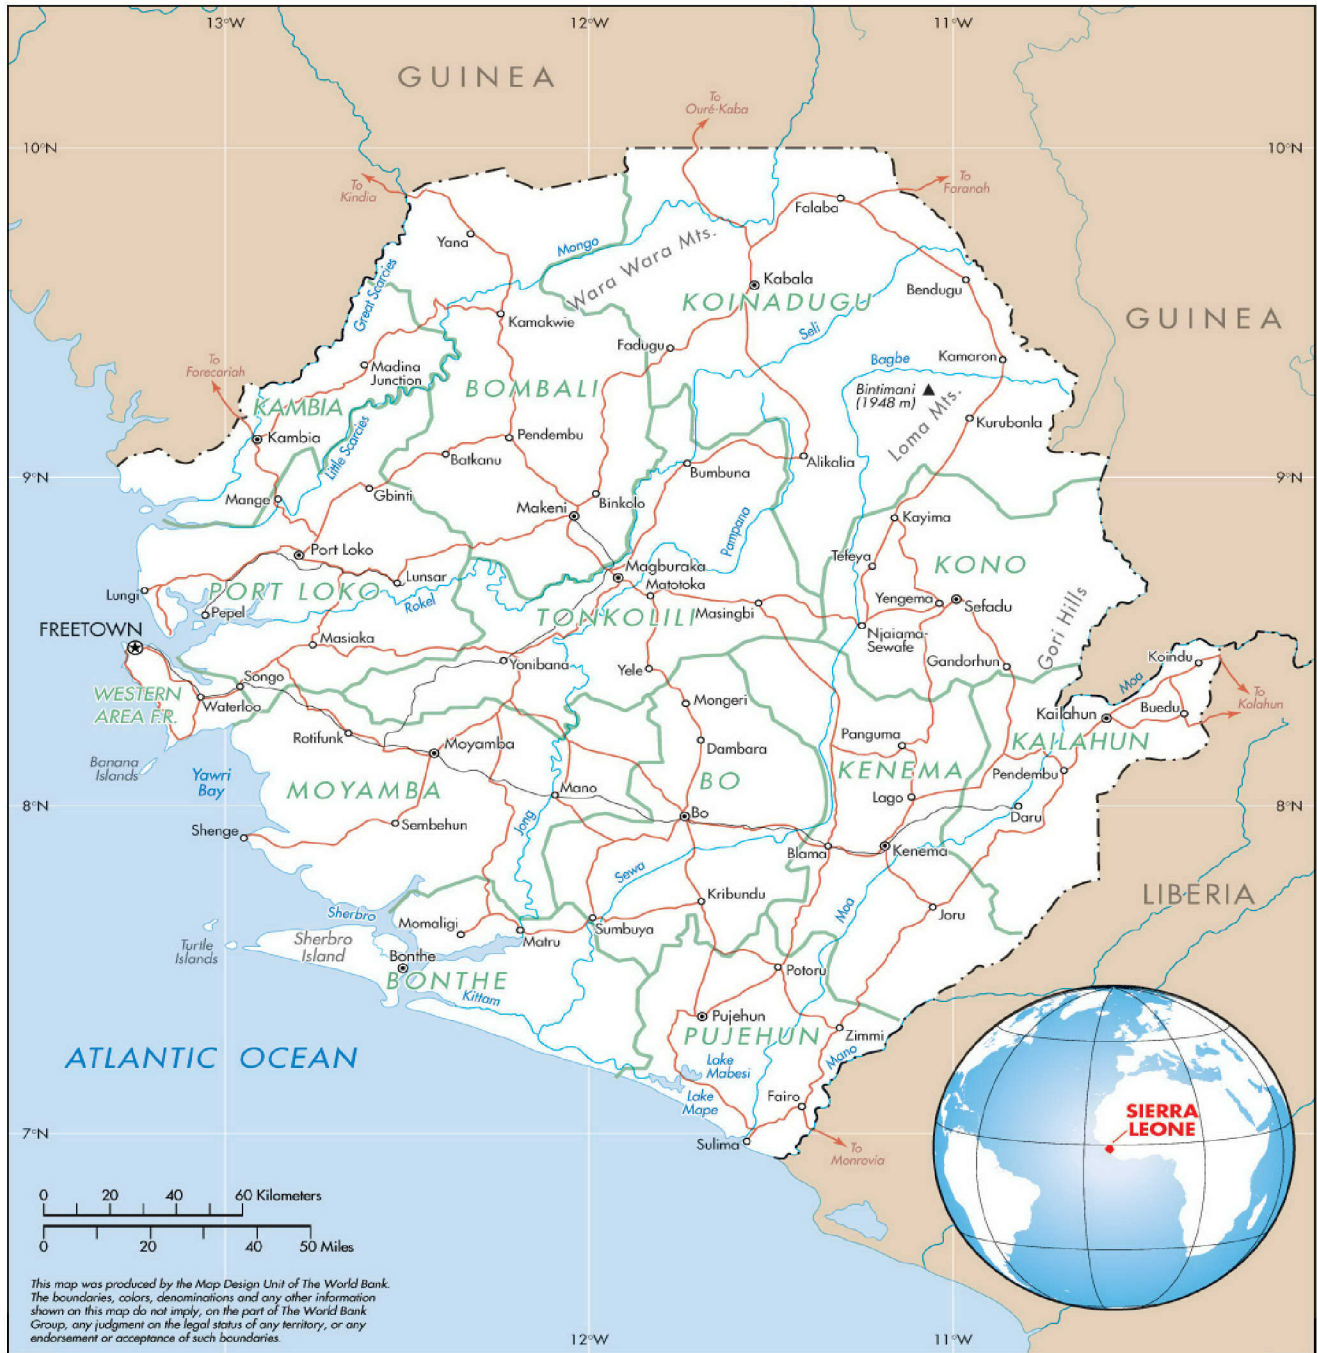 13°W
12°W
11°W
GUINEA
To
Ouré-Kaba
10°N
10°N
To
Kindia
To
Faranah
Falaba
Yana
Mongo
Wara Wara Mts.
Great Scarcies
Kabala
KOINADUGU
Bendugu
GUINEA
Kamakwie
Seli
Fadugu
Bagbe
Kamaron
To
Forecariah
Madina
Junction
BOMBALI
Bintimani
(1948 m)
Loma Mts.
KAMBIA
Kambia
Little Scarcies
Pendembu
Kurubonla
Batkanu
Bumbuna
Alikalia
9°N
9°N
Mange
Gbinti
Makeni
Binkolo
Pampana
Kayima
Port Loko
Tefeya
KONO
Lunsar
Magburaka
Matotoka
Lungi
PORT LOKO
Rokel
Pepel
TONKOLILI
Masingbi
Yengema
Sefadu
Gori Hills
FREETOWN
Masiaka
Njaiama-
Sewafe
Yonibana
Yele
Gandorhun
Koindu
Songo
WESTERN
AREA F.R.
Waterloo
Mongeri
Moa
To
Kolahun
Kailahun
Buedu
Rotifunk
Moyamba
Dambara
Panguma
KAILAHUN
Banana
Islands
Yawri
Bay
MOYAMBA
Mano
BO
KENEMA
Pendembu
Lago
8°N
8°N
Bo
Daru
Shenge
Sembehun
Jong
Blama
Kenema
Sewa
LIBERIA
Kribundu
Moa
Joru
Sherbro
Momaligi
Sumbuya
Matru
Turtle
Islands
Sherbro
Island
Bonthe
BONTHE
Potoru
Kittam
Pujehun
PUJEHUN
Zimmi
ATLANTIC OCEAN
Lake
Mabesi
Mano
Lake
Mape
Fairo
SIERRA
LEONE
7°N
Sulima
To
Monrovia
0 20 40 60 Kilometers
0 20 40 50 Miles
This map was produced by the Map Design Unit of The World Bank.
The boundaries, colors, denominations and any other information
shown on this map do not imply, on the part of The World Bank
Group, any judgment on the legal status of any territory, or any
endorsement or acceptance of such boundaries.
12°W
11°W